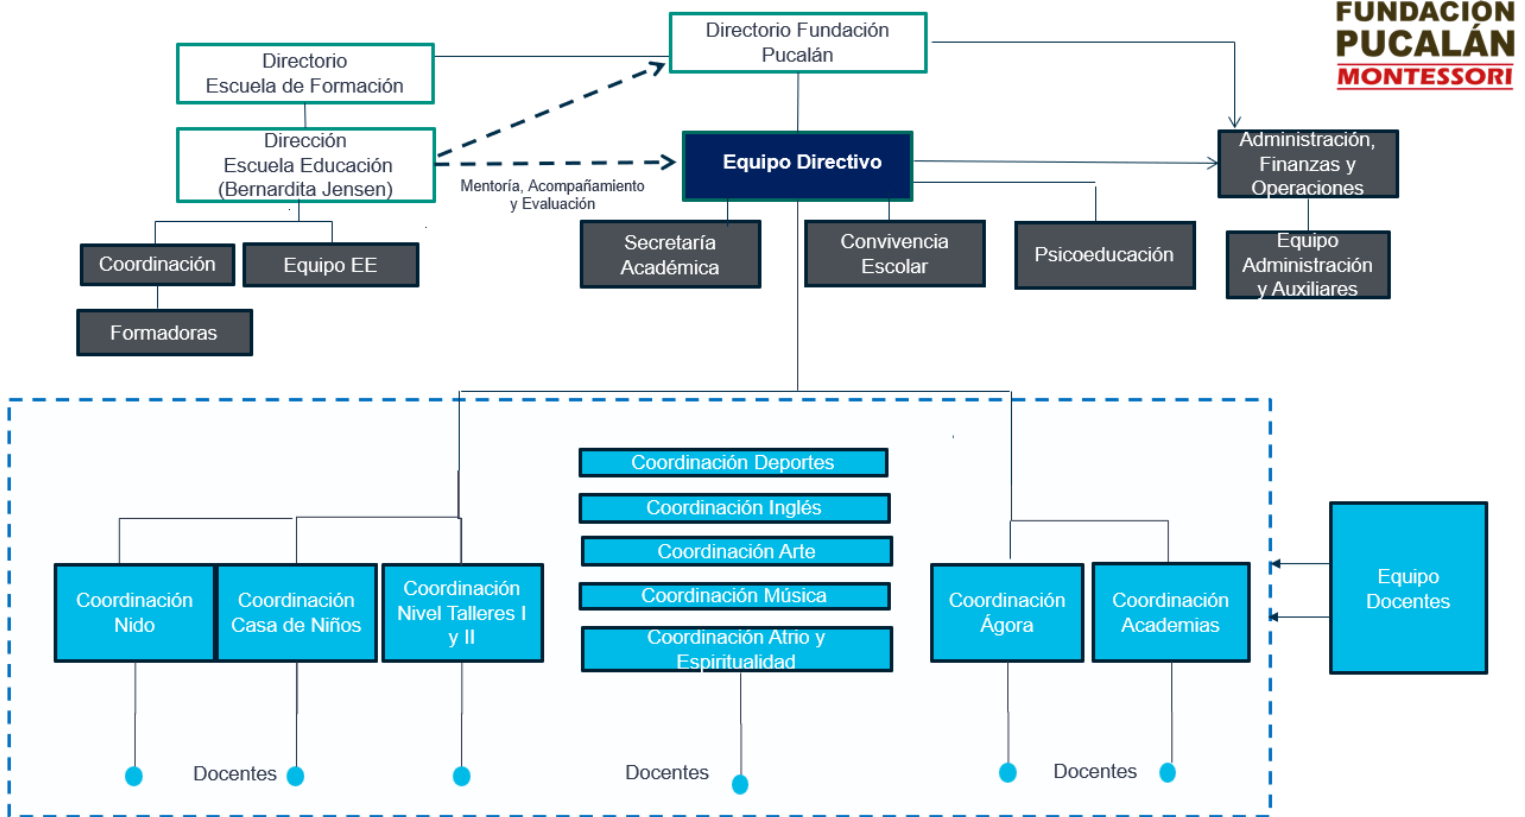 FUNDACIÓN
PUCALÁN
MONTESSORI
Directorio Fundación
Pucalán
Directorio
Escuela de Formación
Dirección
Escuela Educación
(Bernardita Jensen)
Mentoría, Acompañamiento
y Evaluación
Equipo Directivo
Administración,
Finanzas y
Operaciones
Coordinación
Equipo EE
Formadoras
Secretaría
Académica
Convivencia
Escolar
Psicoeducación
Equipo
Administración
y Auxiliares
Coordinación Deportes
Coordinación Inglés
Coordinación Arte
Coordinación Música
Coordinación Atrio y
Espiritualidad
Coordinación
Nido
Coordinación
Casa de Niños
Coordinación
Nivel Talleres I
y II
Coordinación
Ágora
Coordinación
Academias
Equipo
Docentes
Docentes
Docentes
Docentes